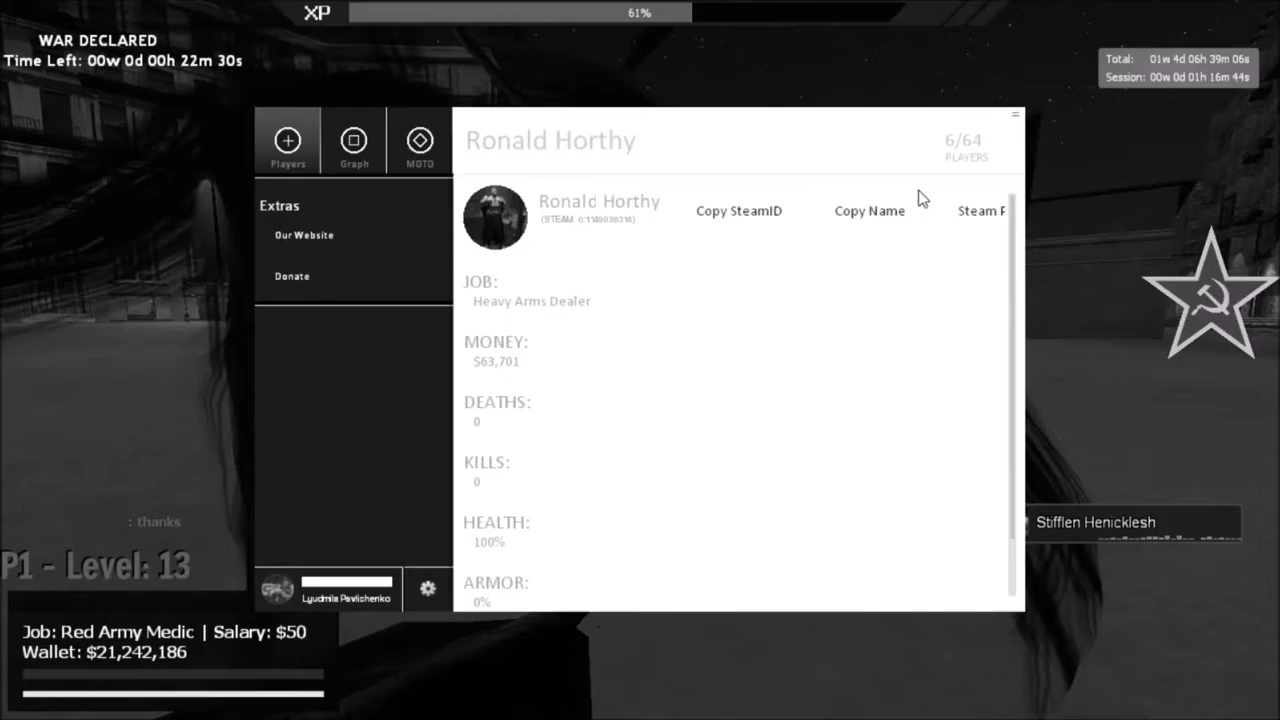 XP
61%
WAR DECLARED
Time Left: 00w 0d 00h 22m 30s
Total: 01w 4d 06h 39m 06s
Session: 00w 0d 01h 16m 44s
Players
Graph
MOTD
Ronald Horthy
6/64
PLAYERS
Extras
Our Website
Donate
Ronald Horthy
Copy SteamID
Copy Name
Steam P
JOB:
Heavy Arms Dealer
MONEY:
$63,701
DEATHS:
0
KILLS:
0
HEALTH:
100%
ARMOR:
0%
Stifflen Henicklesh
: thanks
P1 - Level: 13
Lyudmila Pavlichenko
Job: Red Army Medic | Salary: $50
Wallet: $21,242,186